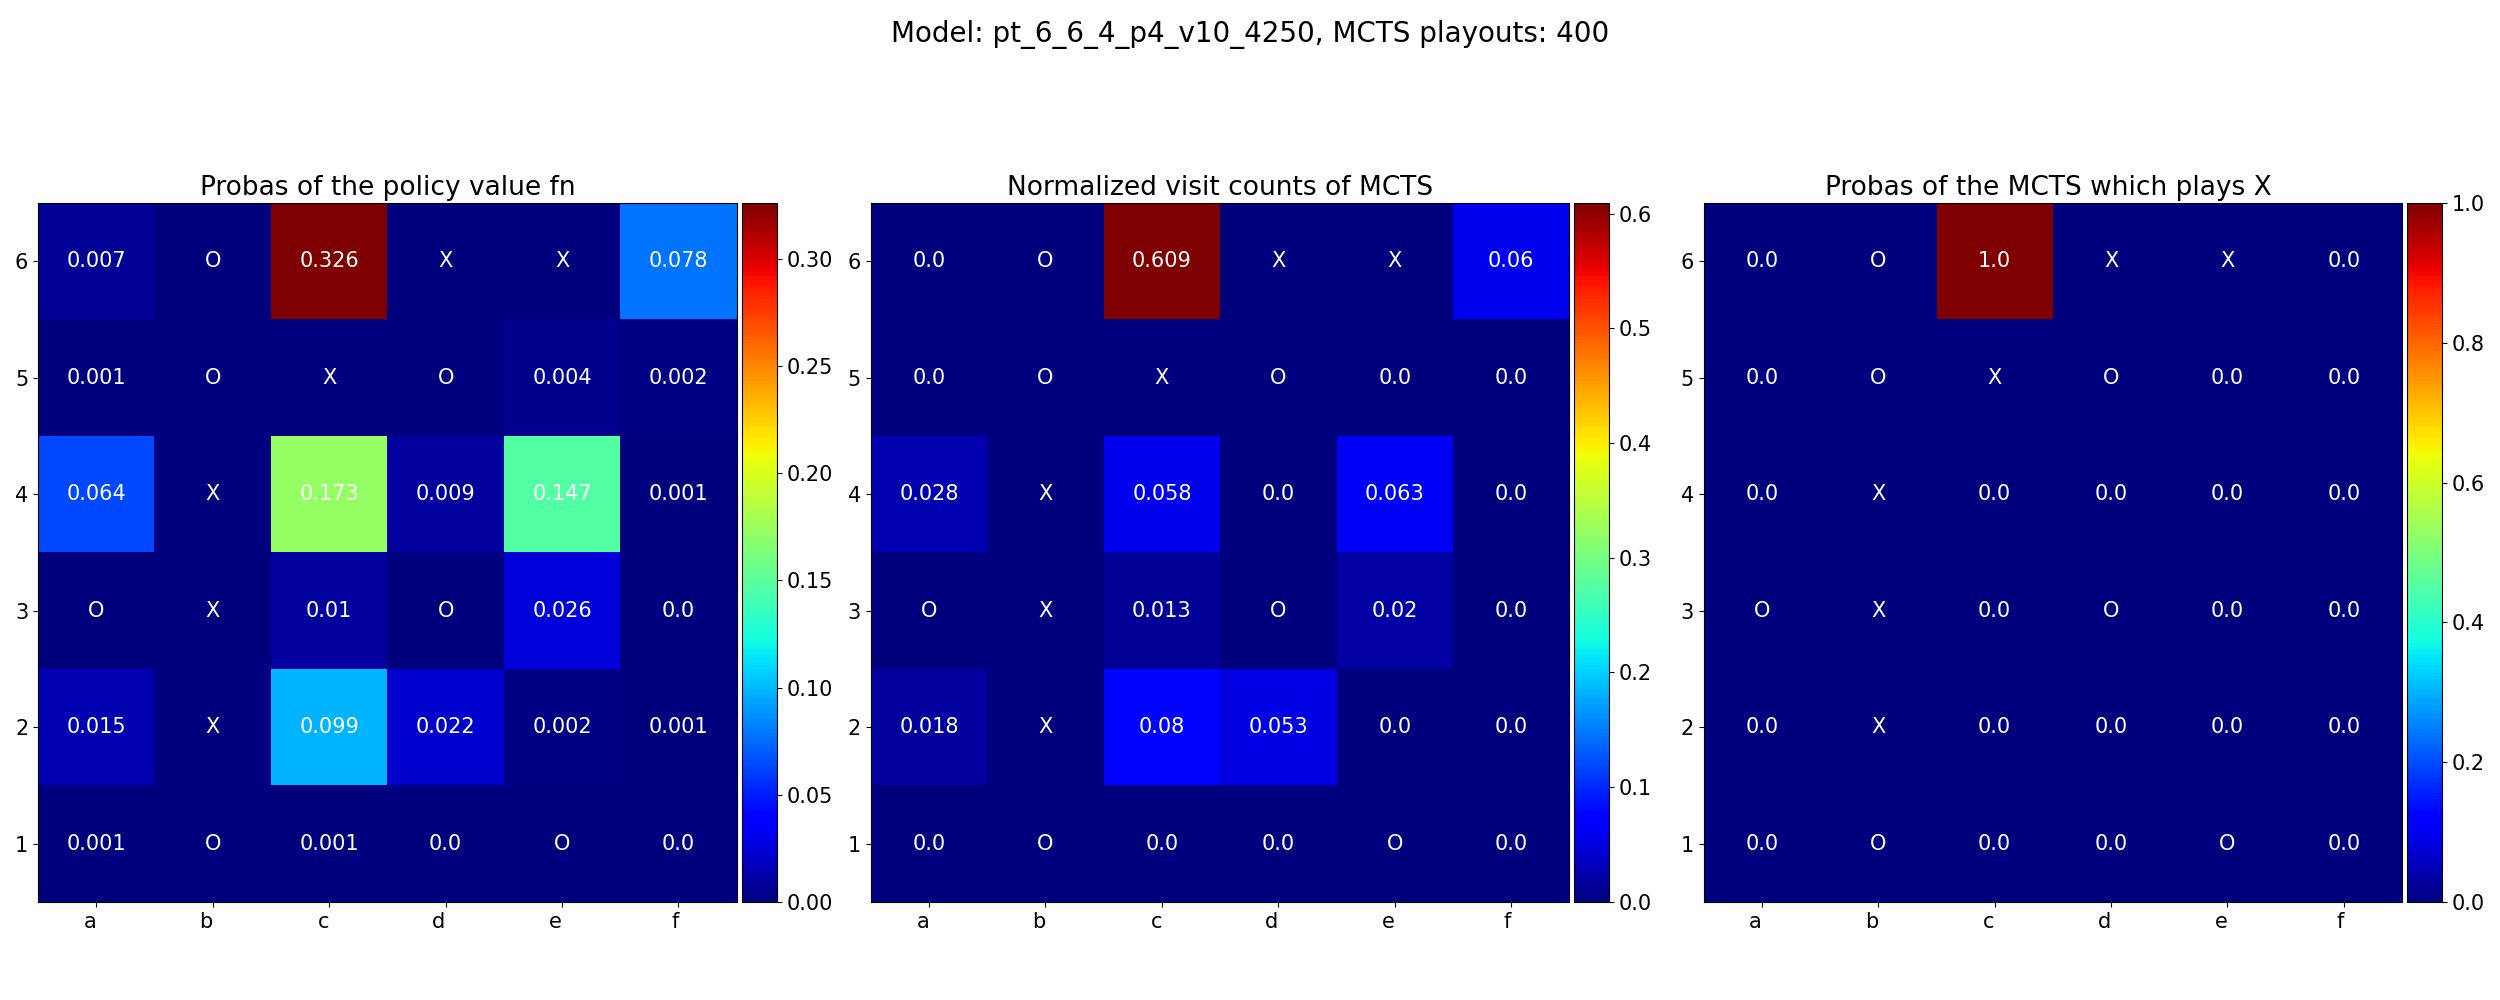 Model: pt_6_6_4_p4_v10_4250, MCTS playouts: 400
Probas of the policy value fn
6 0.007 O 0.326 X X 0.078
5 0.001 O X O 0.004 0.002
4 0.064 X 0.173 0.009 0.147 0.001
3 O X 0.01 O 0.026 0.0
2 0.015 X 0.099 0.022 0.002 0.001
1 0.001 O 0.001 0.0 O 0.0
a b c d e f
0.30
0.25
0.20
0.15
0.10
0.05
0.00
Normalized visit counts of MCTS
6 0.0 O 0.609 X X 0.06
5 0.0 O X O 0.0 0.0
4 0.028 X 0.058 0.0 0.063 0.0
3 O X 0.013 O 0.02 0.0
2 0.018 X 0.08 0.053 0.0 0.0
1 0.0 O 0.0 0.0 O 0.0
a b c d e f
0.6
0.5
0.4
0.3
0.2
0.1
0.0
Probas of the MCTS which plays X
6 0.0 O 1.0 X X 0.0
5 0.0 O X O 0.0 0.0
4 0.0 X 0.0 0.0 0.0 0.0
3 O X 0.0 O 0.0 0.0
2 0.0 X 0.0 0.0 0.0 0.0
1 0.0 O 0.0 0.0 O 0.0
a b c d e f
1.0
0.8
0.6
0.4
0.2
0.0